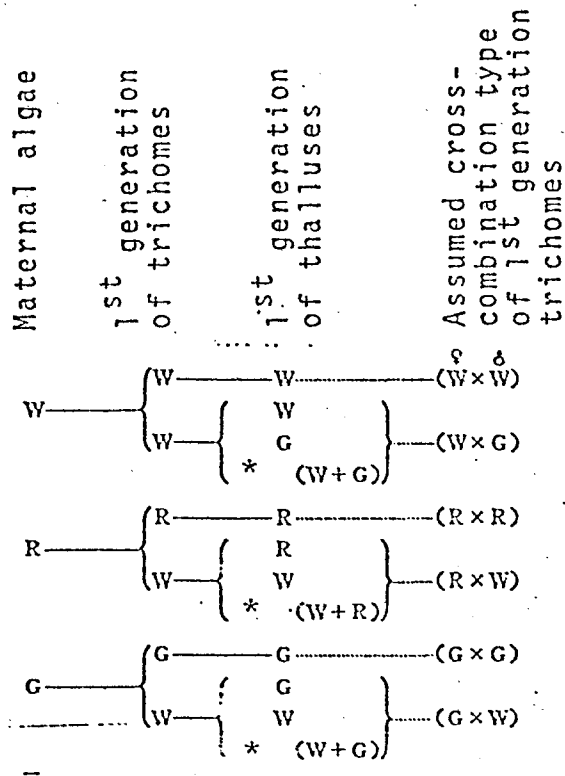 Maternal algae
1st generation
of trichomes
1st generation
of thalluses
Assumed cross-
combination type
of 1st generation
trichomes
♀ ♂
W W W (W×W)
W
W G (W×G)
* (W+G)
R R R (R×R)
R
W W (R×W)
* (W+R)
G G G (G×G)
G
W W (G×W)
* (W+G)